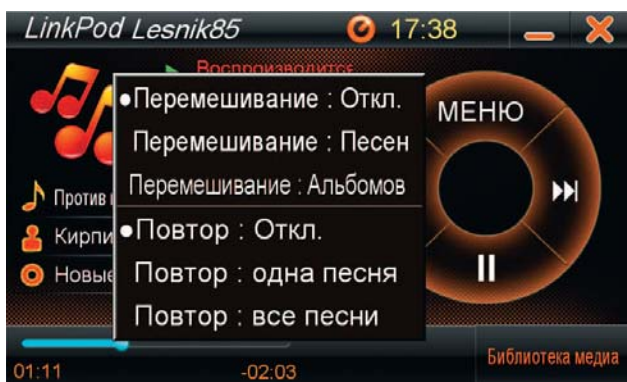 LinkPod Lesnik85 17:38
Воспроизводится
Перемешивание : Откл.
Перемешивание : Песен
Перемешивание : Альбомов
Повтор : Откл.
Повтор : одна песня
Повтор : все песни
МЕНЮ
Против
Кирпи
Новые
01:11 -02:03
Библиотека медиа